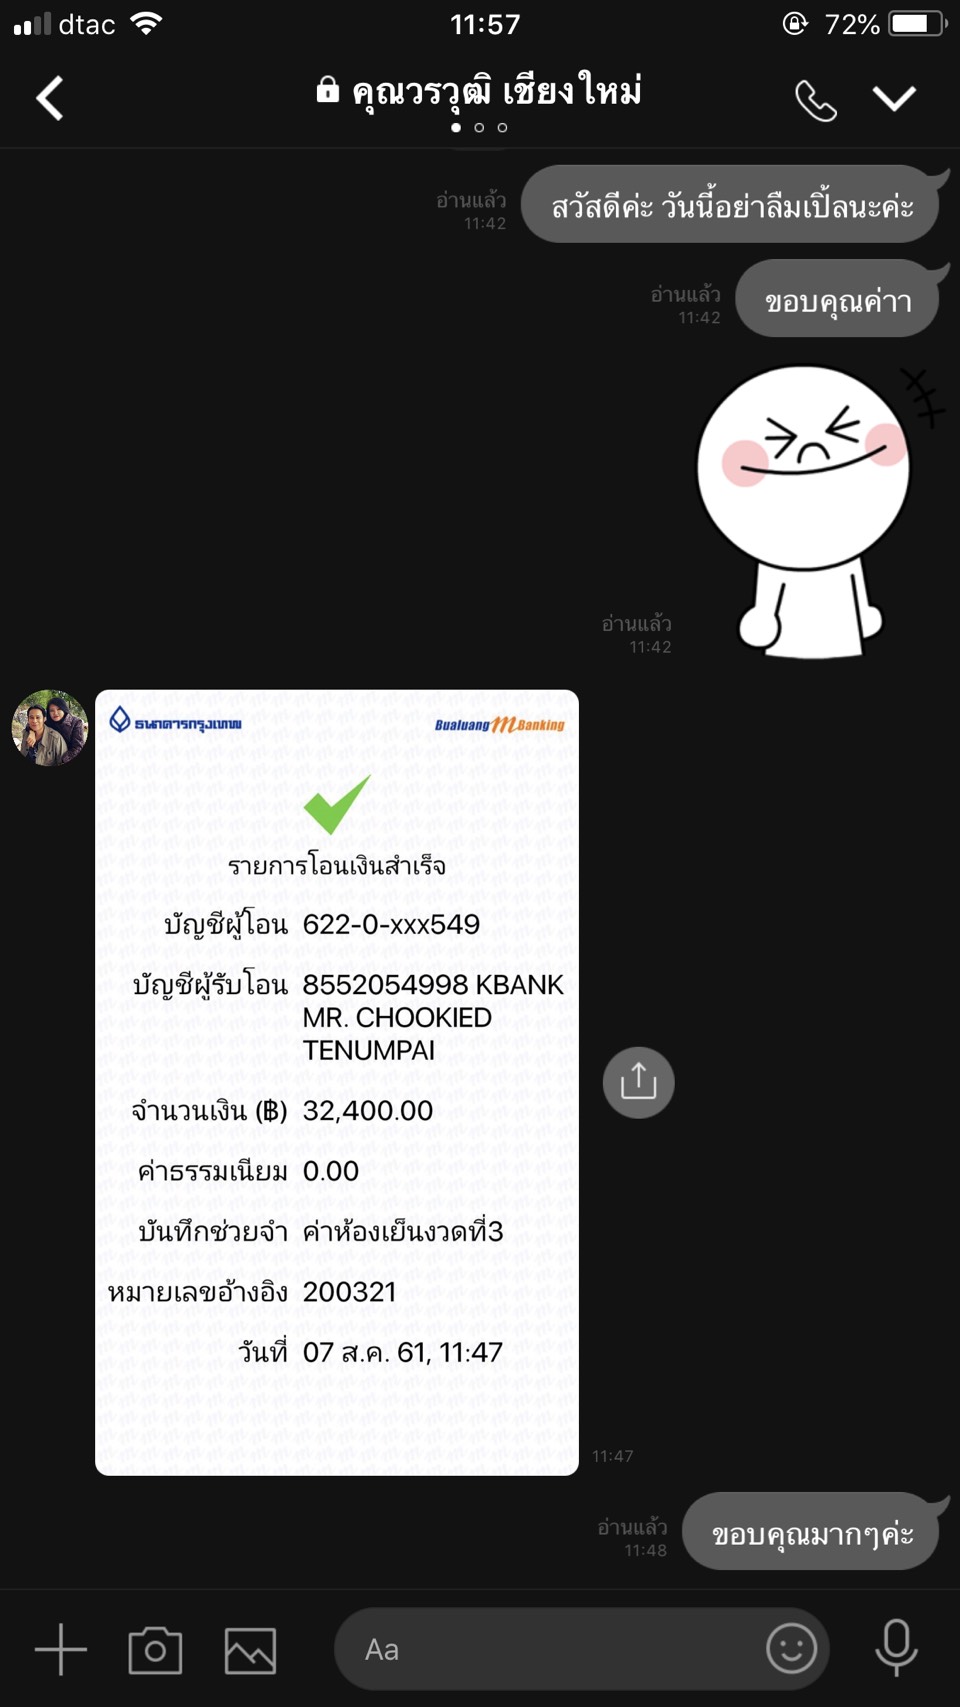 dtac 11:57 72%
คุณวรวุฒิ เชียงใหม่
สวัสดีค่ะ วันนี้อย่าลืมเปิ้ลนะค่ะ
อ่านแล้ว
11:42
ขอบคุณค่าา
อ่านแล้ว
11:42
อ่านแล้ว
11:42
ธนาคารกรุงเทพ Bualuang mBanking
รายการโอนเงินสำเร็จ
บัญชีผู้โอน 622-0-xxx549
บัญชีผู้รับโอน 8552054998 KBANK
MR. CHOOKIED
TENUMPAI
จำนวนเงิน (฿) 32,400.00
ค่าธรรมเนียม 0.00
บันทึกช่วยจำ ค่าห้องเย็นงวดที่3
หมายเลขอ้างอิง 200321
วันที่ 07 ส.ค. 61, 11:47
11:47
ขอบคุณมากๆค่ะ
อ่านแล้ว
11:48
Aa